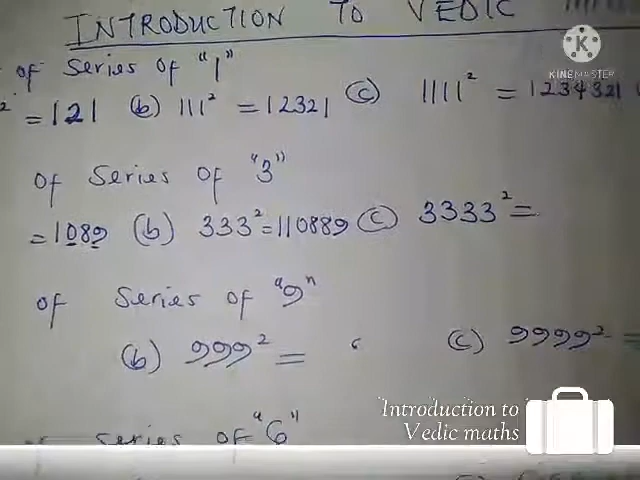 INTRODUCTION TO VEDIC
of Series of "1"
² = 121 (b) 111² = 12321 (c) 1111² = 1234321
KINEMASTER
of Series of "3"
= 1089 (b) 333² = 110889 (c) 3333² =
of Series of "9"
(b) 999² = (c) 9999² =
Introduction to
Vedic maths
series of "6"